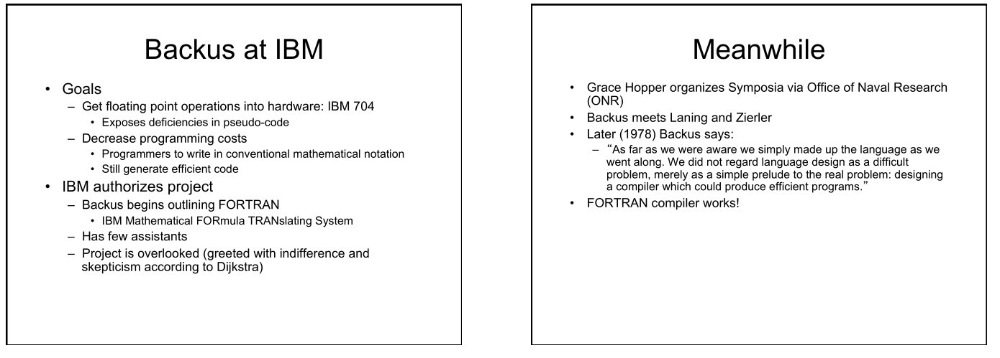 Backus at IBM
• Goals
– Get floating point operations into hardware: IBM 704
• Exposes deficiencies in pseudo-code
– Decrease programming costs
• Programmers to write in conventional mathematical notation
• Still generate efficient code
• IBM authorizes project
– Backus begins outlining FORTRAN
• IBM Mathematical FORmula TRANslating System
– Has few assistants
– Project is overlooked (greeted with indifference and
skepticism according to Dijkstra)
Meanwhile
• Grace Hopper organizes Symposia via Office of Naval Research
(ONR)
• Backus meets Laning and Zierler
• Later (1978) Backus says:
– “As far as we were aware we simply made up the language as we
went along. We did not regard language design as a difficult
problem, merely as a simple prelude to the real problem: designing
a compiler which could produce efficient programs.”
• FORTRAN compiler works!